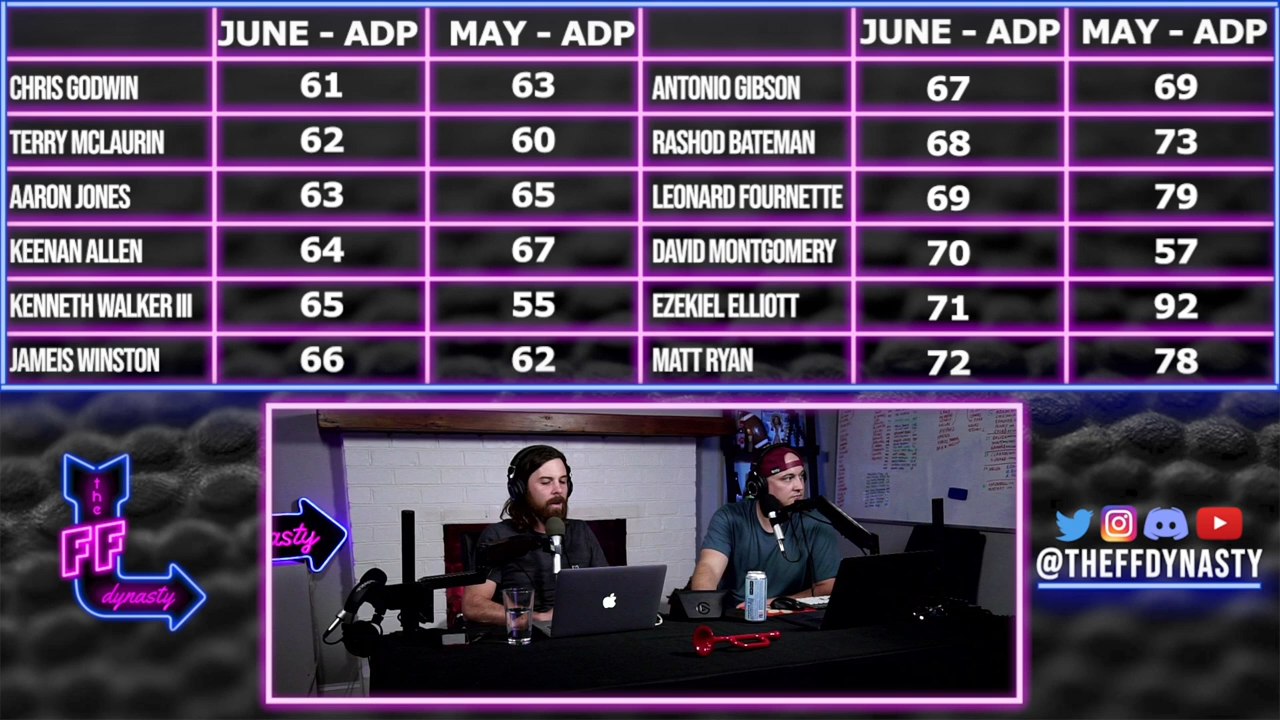 JUNE - ADP MAY - ADP JUNE - ADP MAY - ADP
CHRIS GODWIN 61 63 ANTONIO GIBSON 67 69
TERRY MCLAURIN 62 60 RASHOD BATEMAN 68 73
AARON JONES 63 65 LEONARD FOURNETTE 69 79
KEENAN ALLEN 64 67 DAVID MONTGOMERY 70 57
KENNETH WALKER III 65 55 EZEKIEL ELLIOTT 71 92
JAMEIS WINSTON 66 62 MATT RYAN 72 78
the
FF
dynasty
asty
@THEFFDYNASTY